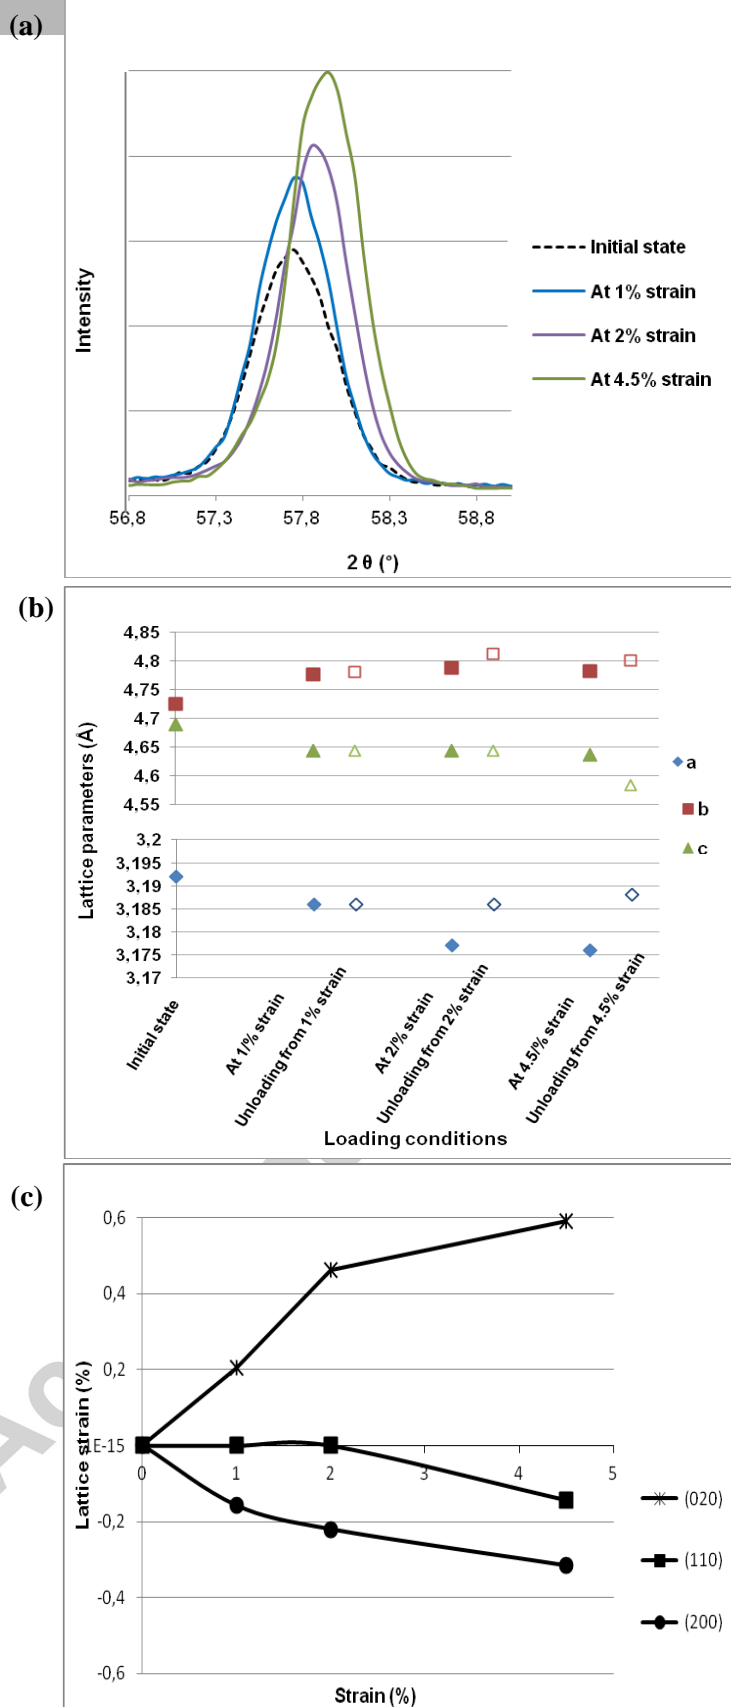 (a)
Intensity
Initial state
At 1% strain
At 2% strain
At 4.5% strain
56,8 57,3 57,8 58,3 58,8
2 θ (°)
(b)
Lattice parameters (Å)
4,85
4,8
4,75
4,7
4,65
4,6
4,55
3,2
3,195
3,19
3,185
3,18
3,175
3,17
a
b
c
Initial state
At 1/% strain
Unloading from 1% strain
At 2/% strain
Unloading from 2% strain
At 4.5/% strain
Unloading from 4.5% strain
Loading conditions
(c)
Lattice strain (%)
0,6
0,4
0,2
1E-15
-0,2
-0,4
-0,6
0 1 2 3 4 5
(020)
(110)
(200)
Strain (%)